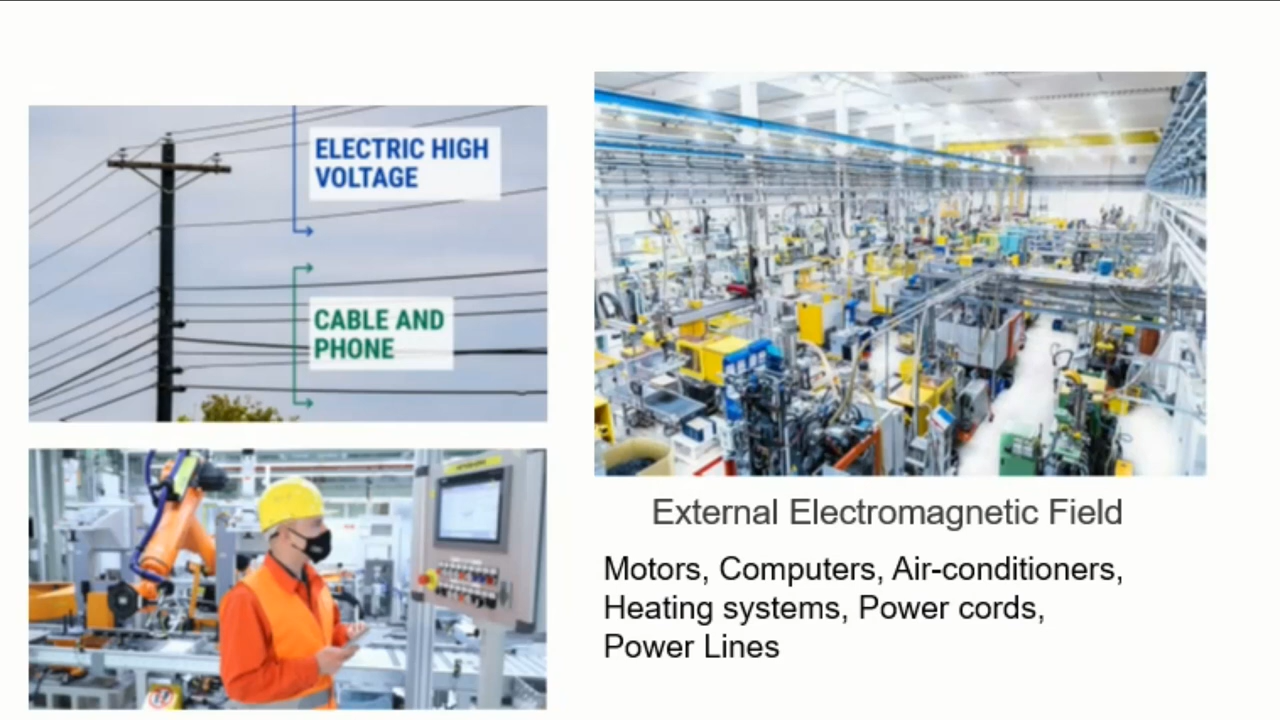 ELECTRIC HIGH
VOLTAGE
CABLE AND
PHONE
External Electromagnetic Field
Motors, Computers, Air-conditioners,
Heating systems, Power cords,
Power Lines